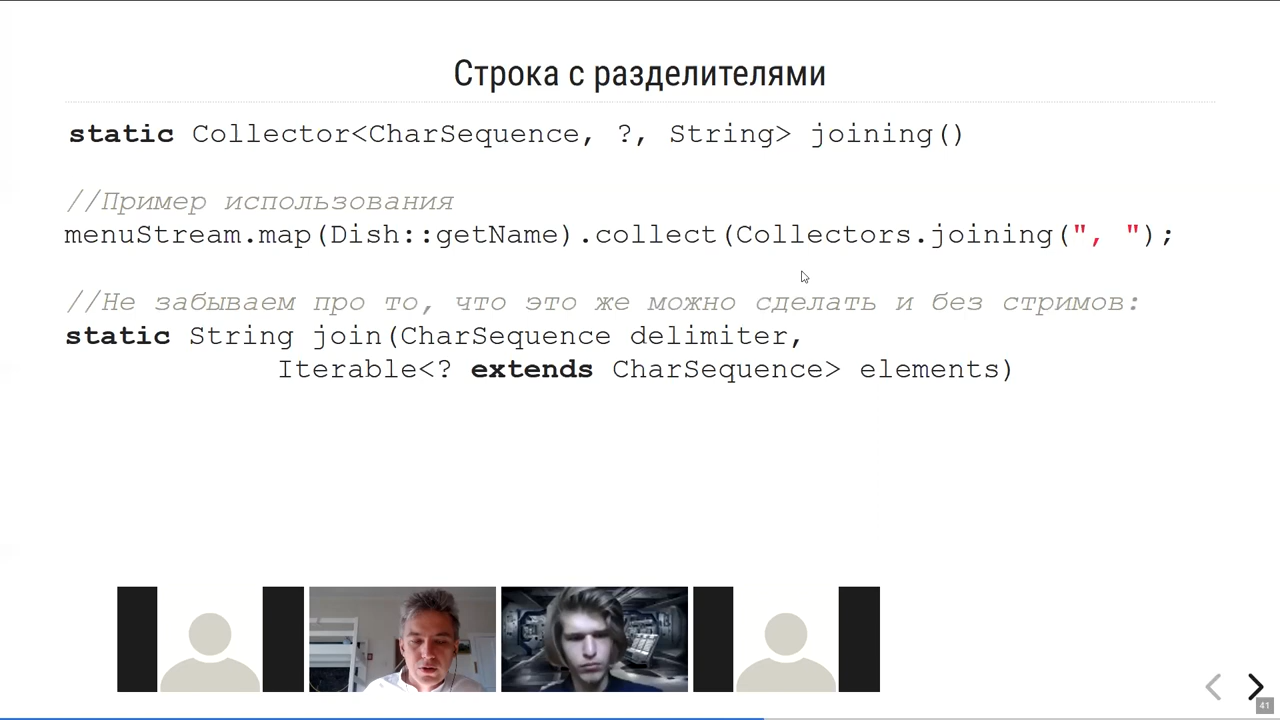 Строка с разделителями
static Collector<CharSequence, ?, String> joining()
//Пример использования
menuStream.map(Dish::getName).collect(Collectors.joining(", ");
//Не забываем про то, что это же можно сделать и без стримов:
static String join(CharSequence delimiter,
Iterable<? extends CharSequence> elements)
41